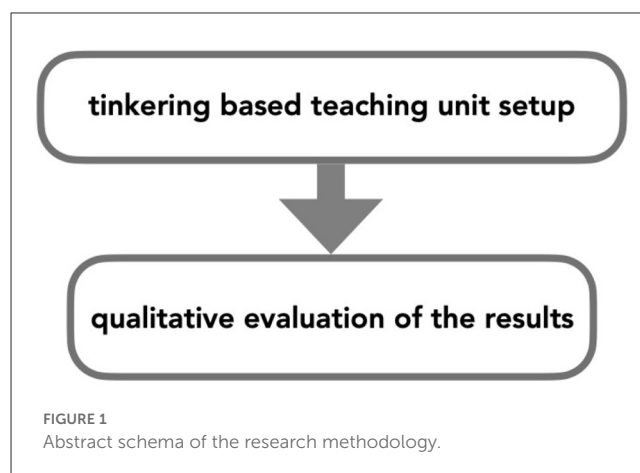 tinkering based teaching unit setup
qualitative evaluation of the results
FIGURE 1
Abstract schema of the research methodology.